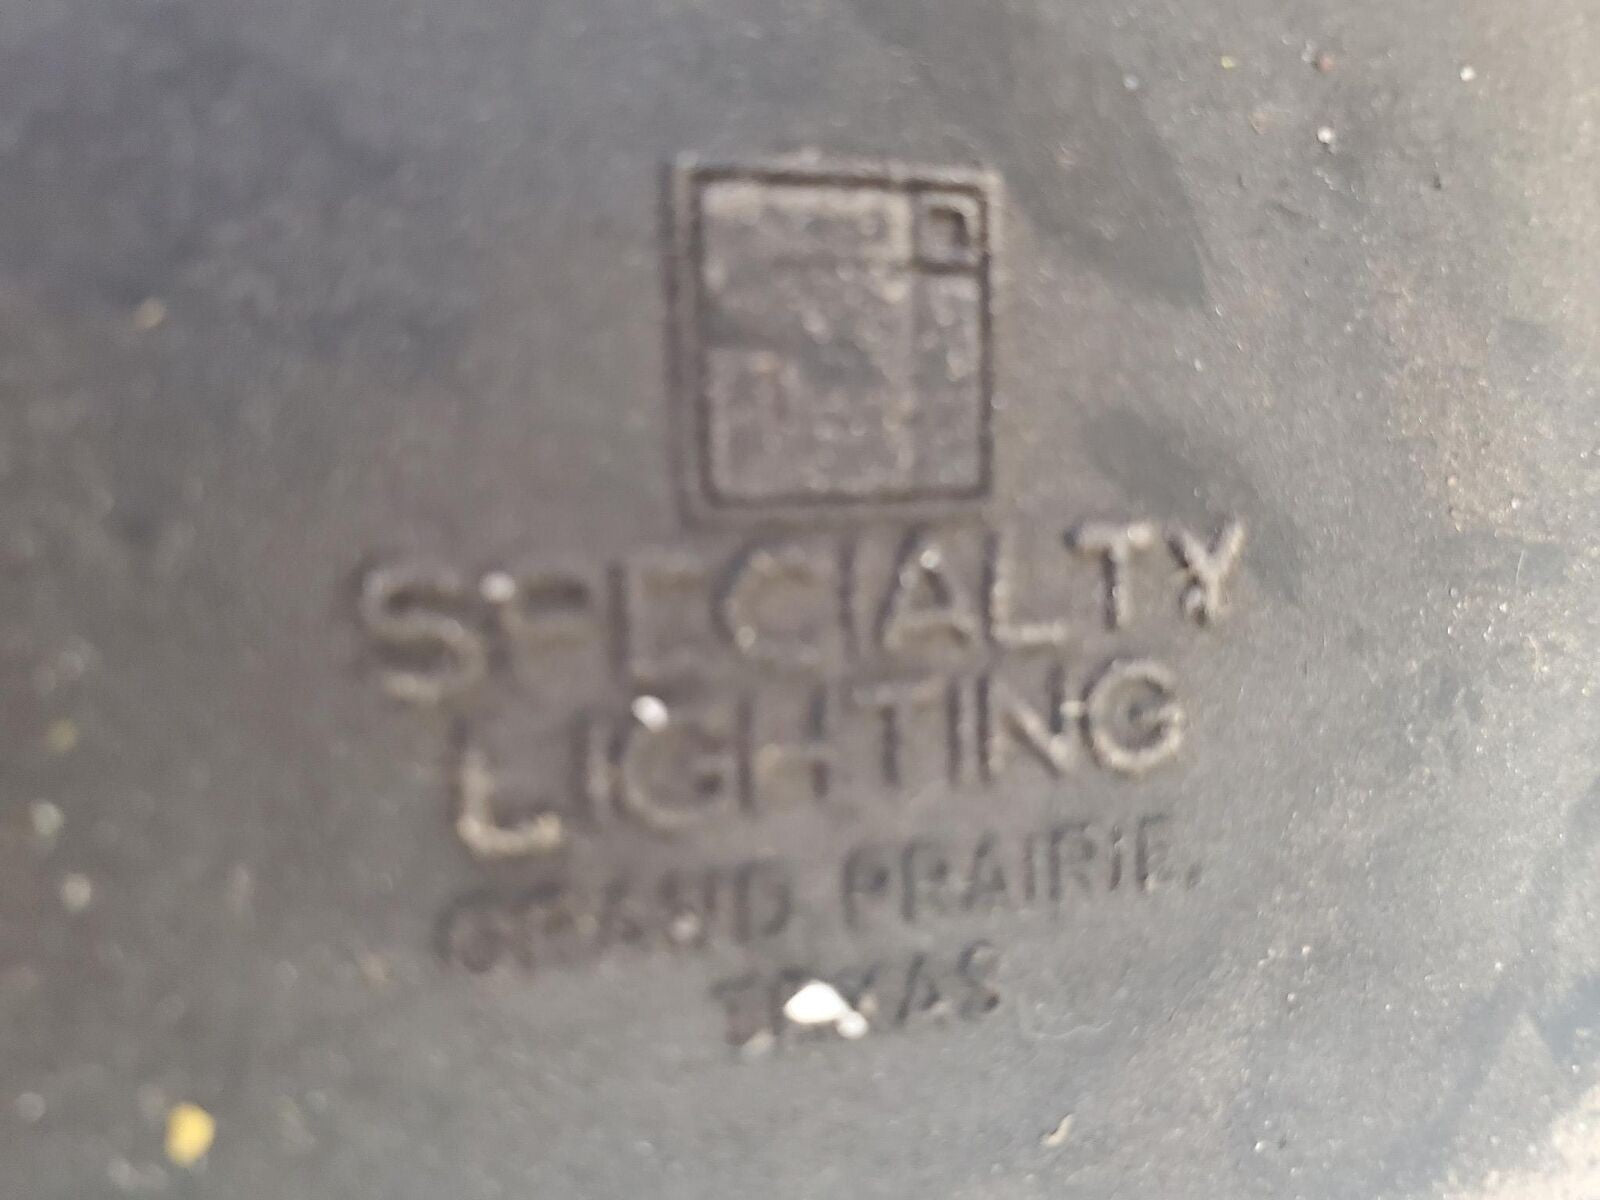 SPECIALTY
LIGHTING
GRAND PRAIRIE,
TEXAS